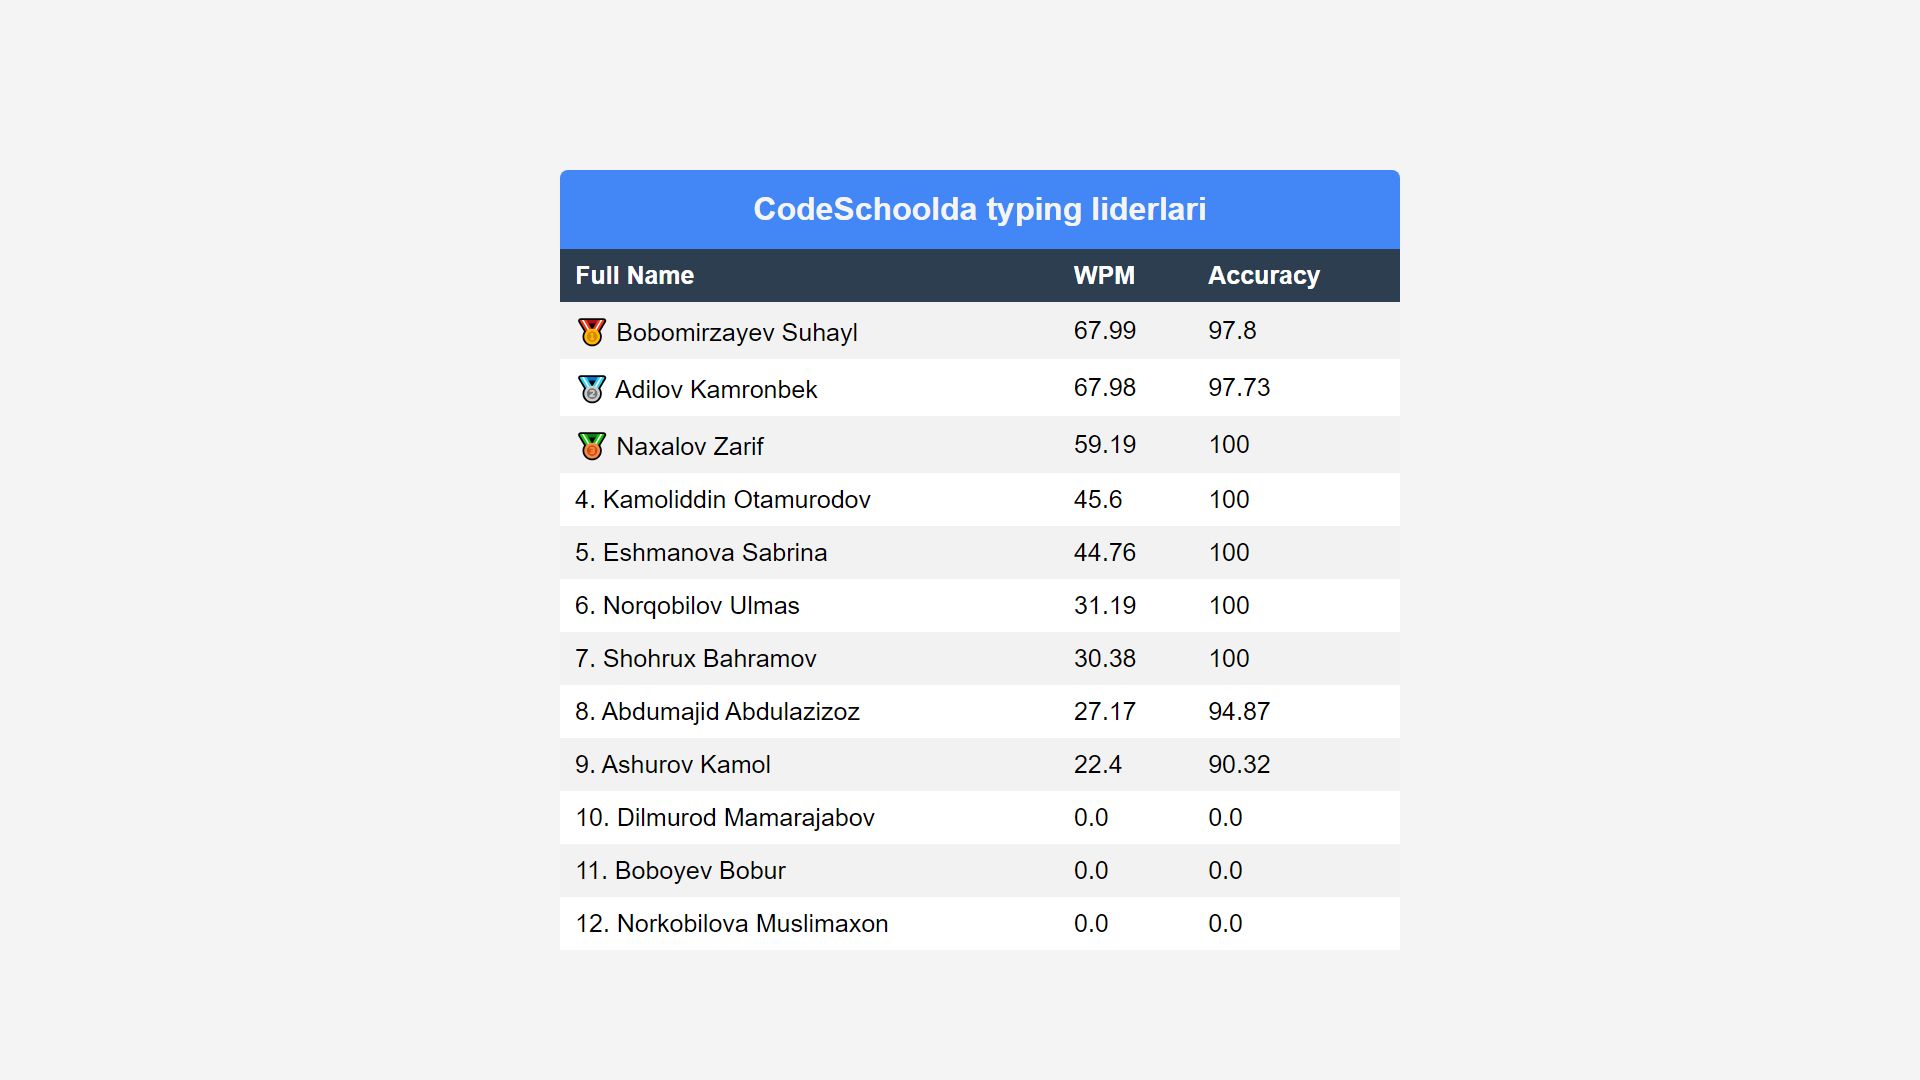 CodeSchoolda typing liderlari
Full Name WPM Accuracy
🥇 Bobomirzayev Suhayl 67.99 97.8
🥈 Adilov Kamronbek 67.98 97.73
🥉 Naxalov Zarif 59.19 100
4. Kamoliddin Otamurodov 45.6 100
5. Eshmanova Sabrina 44.76 100
6. Norqobilov Ulmas 31.19 100
7. Shohrux Bahramov 30.38 100
8. Abdumajid Abdulazizoz 27.17 94.87
9. Ashurov Kamol 22.4 90.32
10. Dilmurod Mamarajabov 0.0 0.0
11. Boboyev Bobur 0.0 0.0
12. Norkobilova Muslimaxon 0.0 0.0